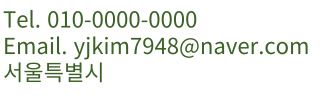 Tel. 010-0000-0000
Email. yjkim7948@naver.com
서울특별시